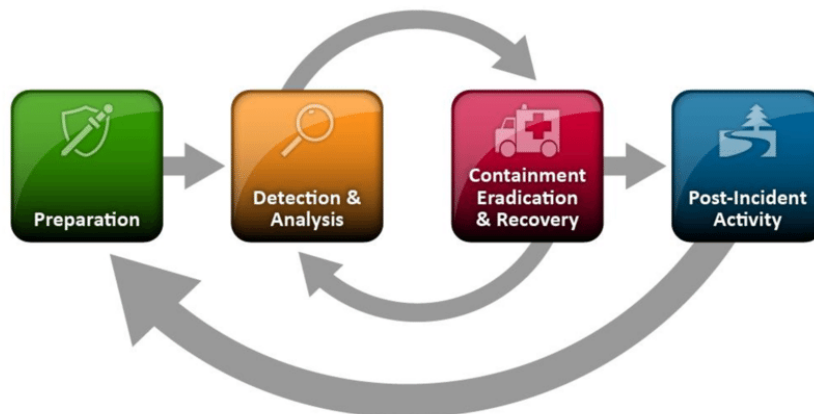 Preparation
Detection &
Analysis
Containment
Eradication
& Recovery
Post-Incident
Activity